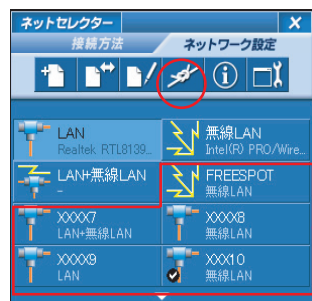 ネットセレクター X
接続方法 ネットワーク設定
LAN
Realtek RTL8139...
無線LAN
Intel(R) PRO/Wire...
LAN+無線LAN
-
FREESPOT
無線LAN
XXXX7
LAN+無線LAN
XXXX8
無線LAN
XXXX9
LAN
XXX10
無線LAN